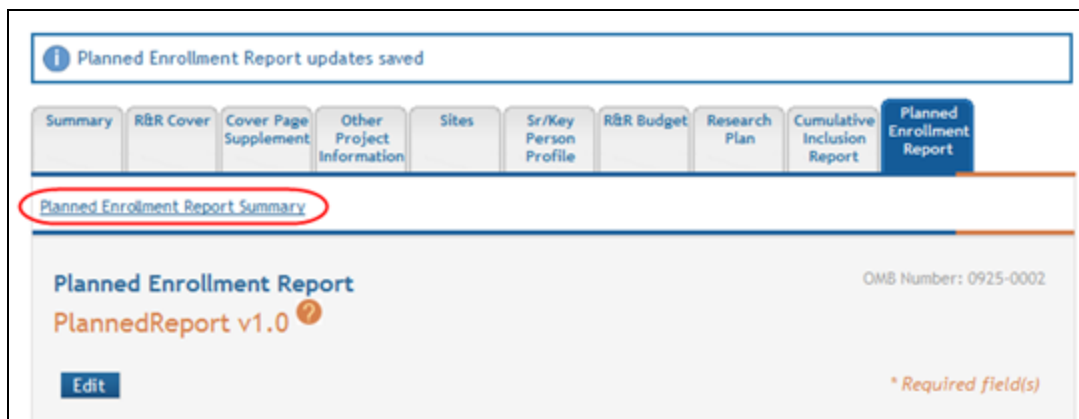 Planned Enrollment Report updates saved
Summary
R&R Cover
Cover Page
Supplement
Other
Project
Information
Sites
Sr/Key
Person
Profile
R&R Budget
Research
Plan
Cumulative
Inclusion
Report
Planned
Enrollment
Report
Planned Enrollment Report Summary
Planned Enrollment Report
OMB Number: 0925-0002
PlannedReport v1.0 ?
Edit
* Required field(s)